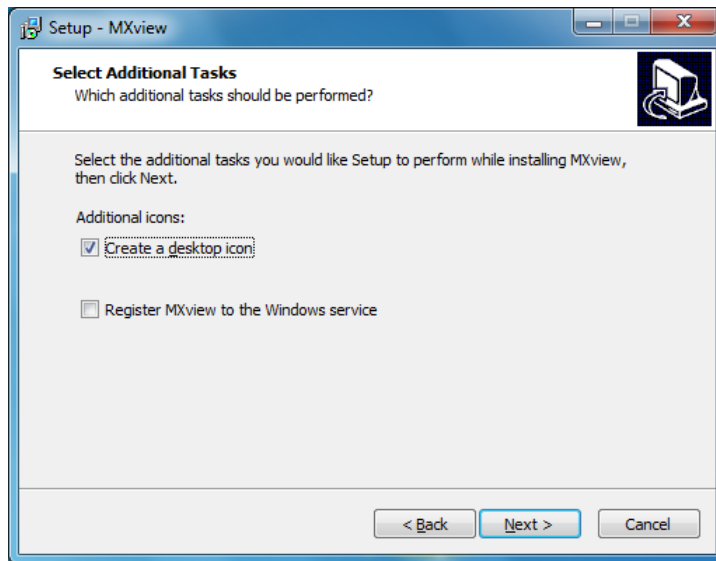 Setup - MXview
Select Additional Tasks
Which additional tasks should be performed?
Select the additional tasks you would like Setup to perform while installing MXview,
then click Next.
Additional icons:
Create a desktop icon
Register MXview to the Windows service
< Back
Next >
Cancel